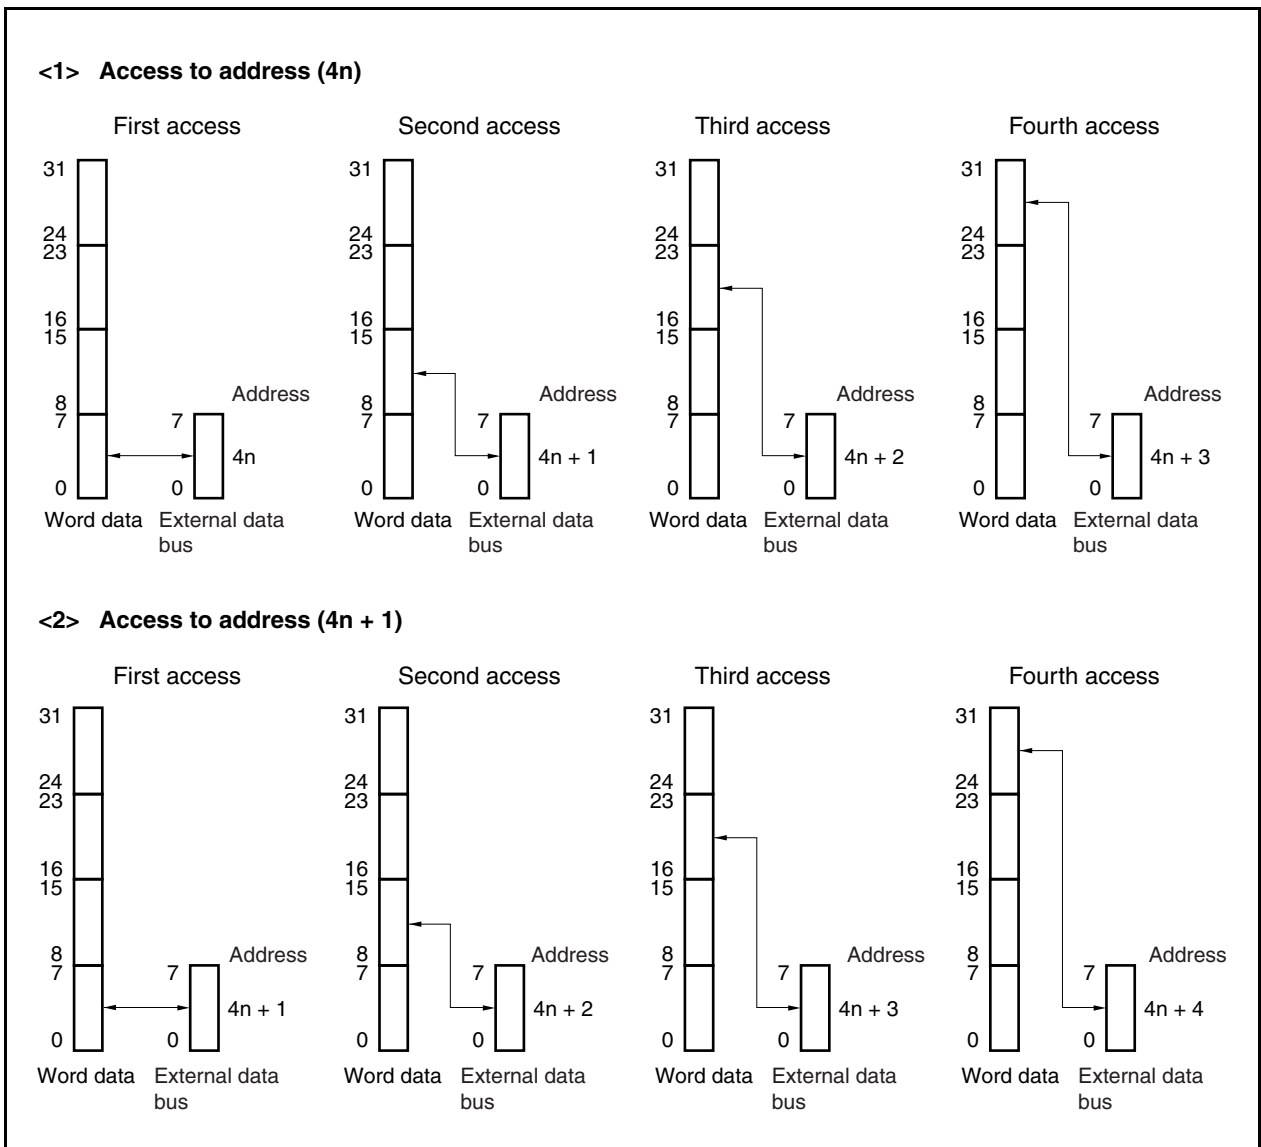 <1> Access to address (4n)
First access Second access Third access Fourth access
31 31 31 31
24 24 24 24
23 23 23 23
16 16 16 16
15 15 15 15
Address Address Address Address
8 8 8 8
7 7 7 7 7 7 7 7
4n 4n + 1 4n + 2 4n + 3
0 0 0 0 0 0 0 0
Word data External data Word data External data Word data External data Word data External data
bus bus bus bus
<2> Access to address (4n + 1)
First access Second access Third access Fourth access
31 31 31 31
24 24 24 24
23 23 23 23
16 16 16 16
15 15 15 15
8 Address 8 Address 8 Address 8 Address
7 7 7 7 7 7 7 7
4n + 1 4n + 2 4n + 3 4n + 4
0 0 0 0 0 0 0 0
Word data External data Word data External data Word data External data Word data External data
bus bus bus bus